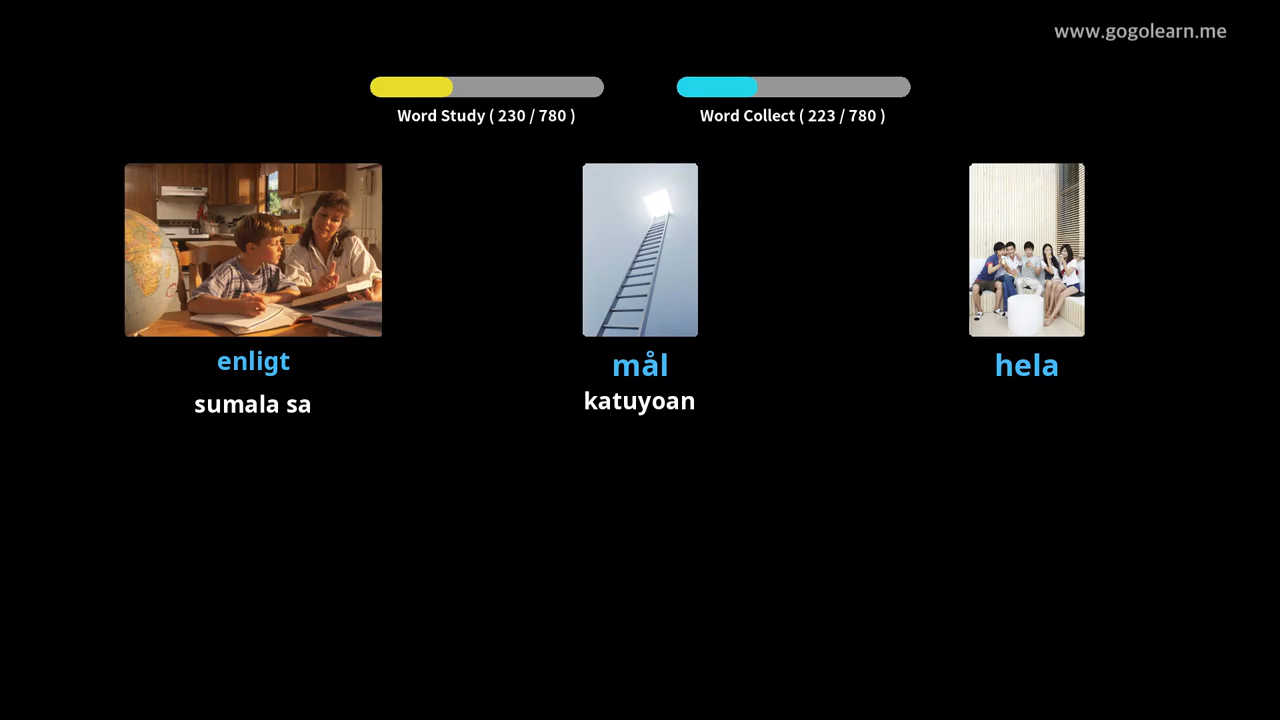 www.gogolearn.me
Word Study ( 230 / 780 )
Word Collect ( 223 / 780 )
enligt
sumala sa
mål
katuyoan
hela